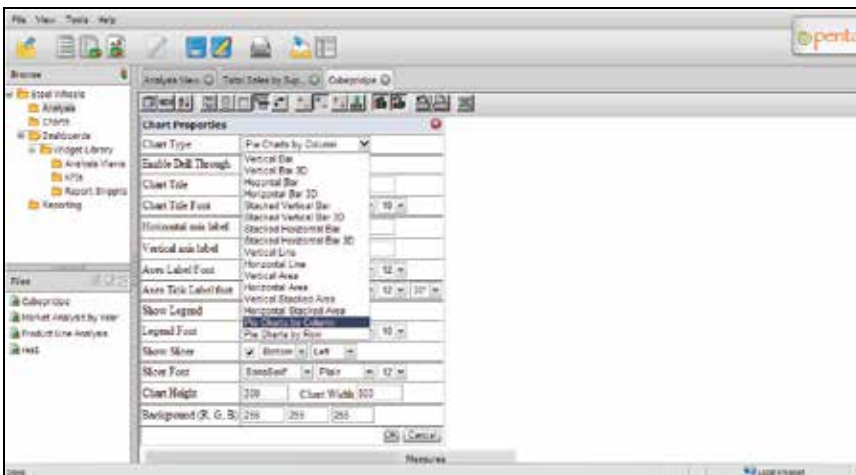 File View Tools Help
pentaho
Browse
Steel Wheels
Analysis
Charts
Dashboards
Widget Library
Analysis Views
KPIs
Report Snippets
Reporting
Files
Cubegridpe
Market Analysis by Year
Product Line Analysis
test
Analysis View
Total Sales by Sup...
Cubegridpe
Chart Properties
Chart Type
Pie Charts by Column
Vertical Bar
Vertical Bar 3D
Horizontal Bar
Horizontal Bar 3D
Stacked Vertical Bar
Stacked Vertical Bar 3D
Stacked Horizontal Bar
Stacked Horizontal Bar 3D
Vertical Line
Horizontal Line
Vertical Area
Horizontal Area
Vertical Stacked Area
Horizontal Stacked Area
Pie Charts by Column
Pie Charts by Row
Enable Drill Through
Chart Title
Chart Title Font
18
Horizontal axis label
Vertical axis label
Axes Label Font
12
Axes Tick Label font
12 30°
Show Legend
Legend Font
10
Show Slicer
Bottom Left
Slicer Font
SansSerif Plain 12
Chart Height
300
Chart Width 500
Background (R, G, B)
255 255 255
OK Cancel
Measures
Done
Local intranet